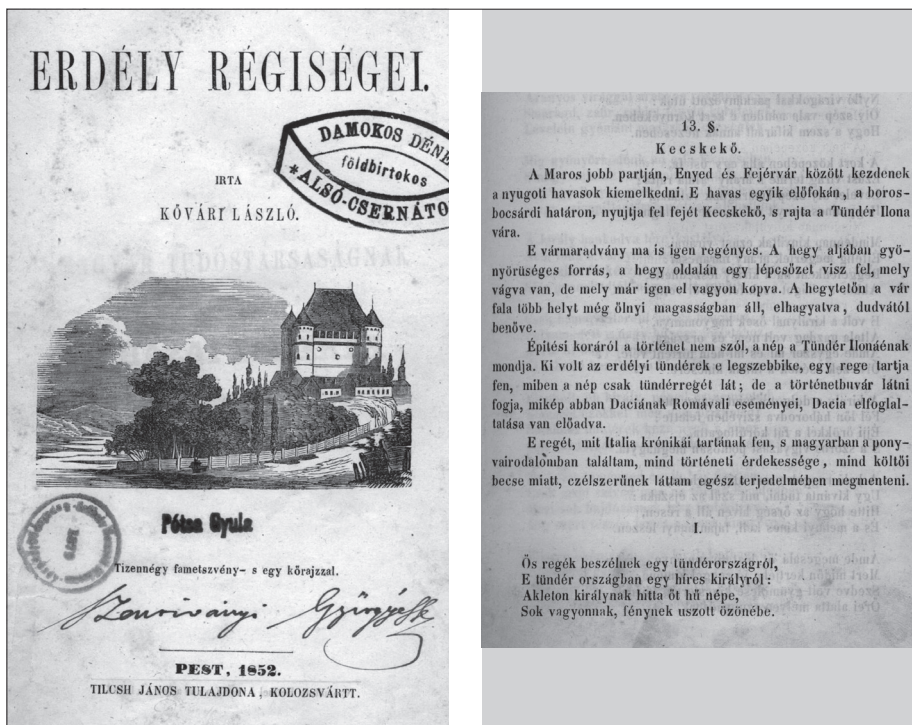 ERDÉLY RÉGISÉGEI.
DAMOKOS DÉNE
földbirtokos
*ALSÓ-CSERNÁTO
IRTA
KŐVÁRI LÁSZLÓ.
Pótsa Gyula
Tizennégy fametszvény- s egy kőrajzzal.
PEST, 1852.
TILCSH JÁNOS TULAJDONA, KOLOZSVÁRTT.
13. §.
Kecskekő.
A Maros jobb partján, Enyed és Fejérvár között kezdenek
a nyugoti havasok kiemelkedni. E havas egyik előfokán, a boros-
bocsárdi határon, nyujtja fel fejét Kecskekő, s rajta a Tündér Ilona
vára.
E vármaradvány ma is igen regényes. A hegy aljában gyö-
nyörüséges forrás, a hegy oldalán egy lépcsőzet visz fel, mely
vágva van, de mely már igen el vagyon kopva. A hegytetőn a vár
fala több helyt még ölnyi magasságban áll, elhagyatva, dudvától
benőve.
Építési koráról a történet nem szól, a nép a Tündér Ilonáénak
mondja. Ki volt az erdélyi tündérek e legszebbike, egy rege tartja
fen, miben a nép csak tündérregét lát; de a történetbuvár látni
fogja, mikép abban Daciának Romávali eseményei, Dacia elfoglal-
talása van előadva.
E regét, mit Italia krónikái tartának fen, s magyarban a pony-
vairodalomban találtam, mind történeti érdekessége, mind költői
becse miatt, czélszerünek láttam egész terjedelmében megmenteni.
I.
Ös regék beszélnek egy tündérországról,
E tündér országban egy híres királyról:
Akleton királynak hitta őt hű népe,
Sok vagyonnak, fénynek uszott özönébe.